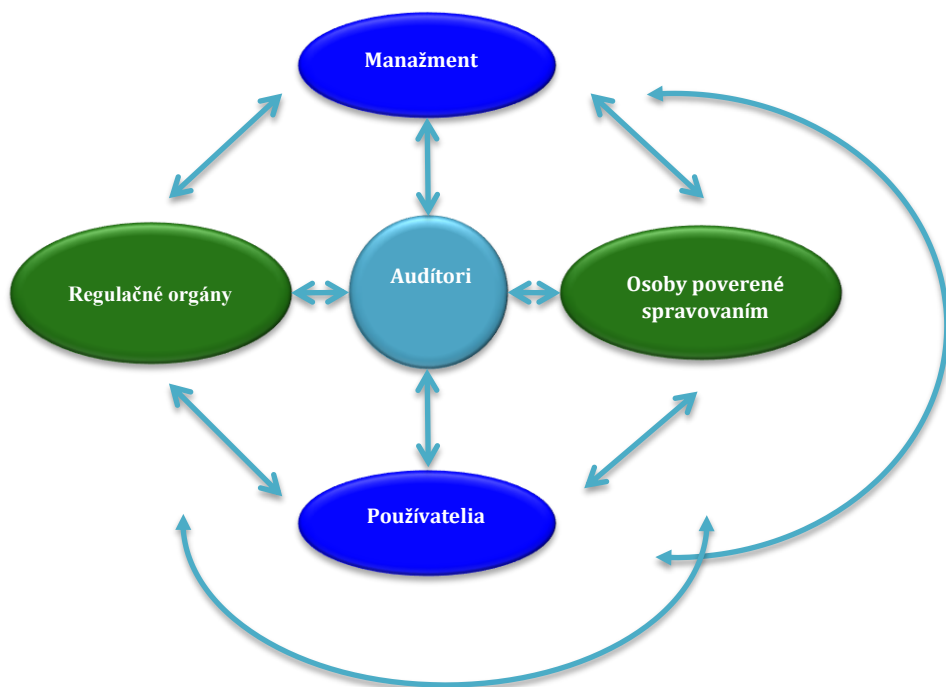 Manažment
Regulačné orgány
Audítori
Osoby poverené
spravovaním
Používatelia